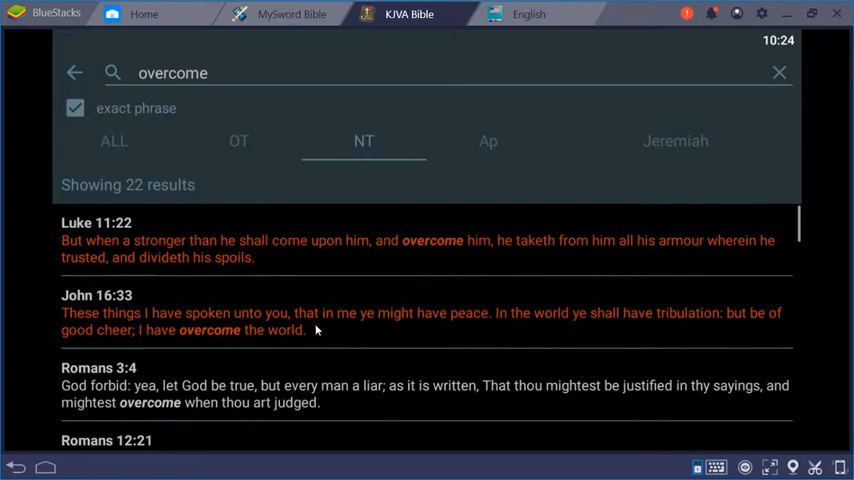 BlueStacks Home MySword Bible KJVA Bible English
10:24
overcome
exact phrase
ALL OT NT Ap Jeremiah
Showing 22 results
Luke 11:22
But when a stronger than he shall come upon him, and overcome him, he taketh from him all his armour wherein he
trusted, and divideth his spoils.
John 16:33
These things I have spoken unto you, that in me ye might have peace. In the world ye shall have tribulation: but be of
good cheer; I have overcome the world.
Romans 3:4
God forbid: yea, let God be true, but every man a liar; as it is written, That thou mightest be justified in thy sayings, and
mightest overcome when thou art judged.
Romans 12:21